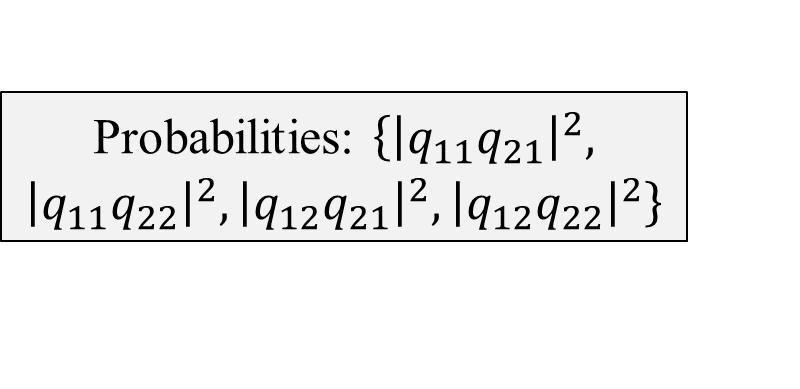 Probabilities: {|q₁₁q₂₁|²,
|q₁₁q₂₂|², |q₁₂q₂₁|², |q₁₂q₂₂|²}